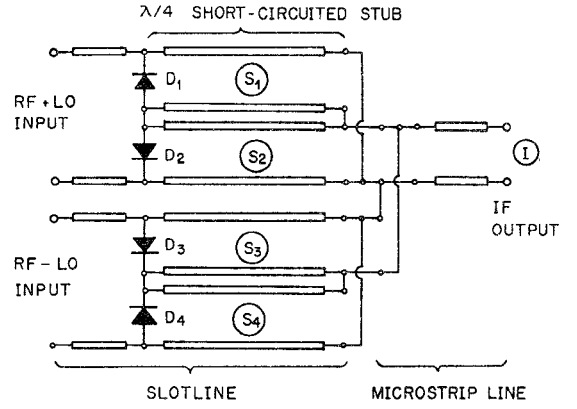 λ/4 SHORT-CIRCUITED STUB
D1
S1
RF+LO
INPUT
D2
S2
I
IF
OUTPUT
D3
S3
RF-LO
INPUT
D4
S4
SLOTLINE
MICROSTRIP LINE